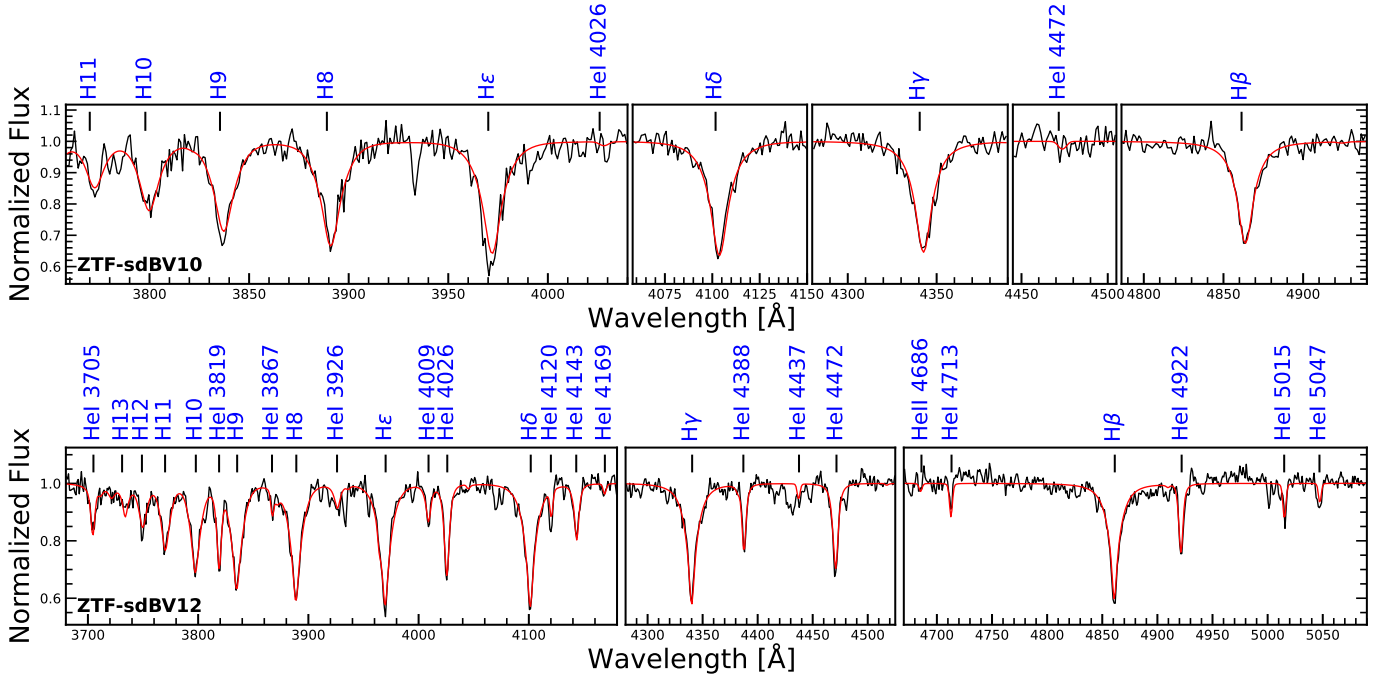 H11 H10 H9 H8 Hε HeI 4026 Hδ Hγ HeI 4472 Hβ
Normalized Flux
1.1
1.0
0.9
0.8
0.7
0.6
ZTF-sdBV10
3800 3850 3900 3950 4000 4075 4100 4125 4150 4300 4350 4450 4500 4800 4850 4900
Wavelength [Å]
HeI 3705 H13 H12 H11 H10 HeI 3819 H9 HeI 3867 H8 HeI 3926 Hε HeI 4009 HeI 4026 Hδ HeI 4120 HeI 4143 HeI 4169 Hγ HeI 4388 HeI 4437 HeI 4472 HeII 4686 HeI 4713 Hβ HeI 4922 HeI 5015 HeI 5047
Normalized Flux
1.0
0.8
0.6
ZTF-sdBV12
3700 3800 3900 4000 4100 4300 4350 4400 4450 4500 4700 4750 4800 4850 4900 4950 5000 5050
Wavelength [Å]